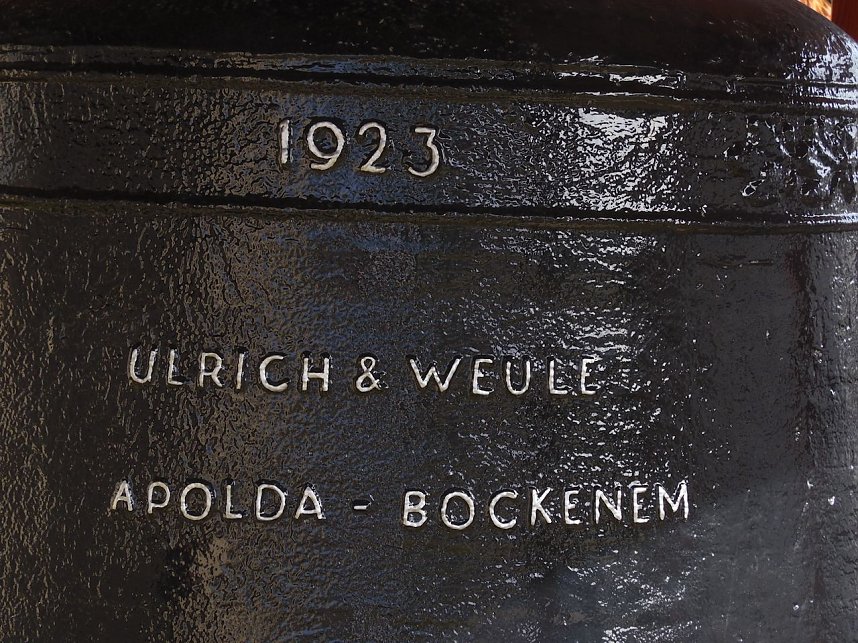 1923
ULRICH & WEULE
APOLDA - BOCKENEM